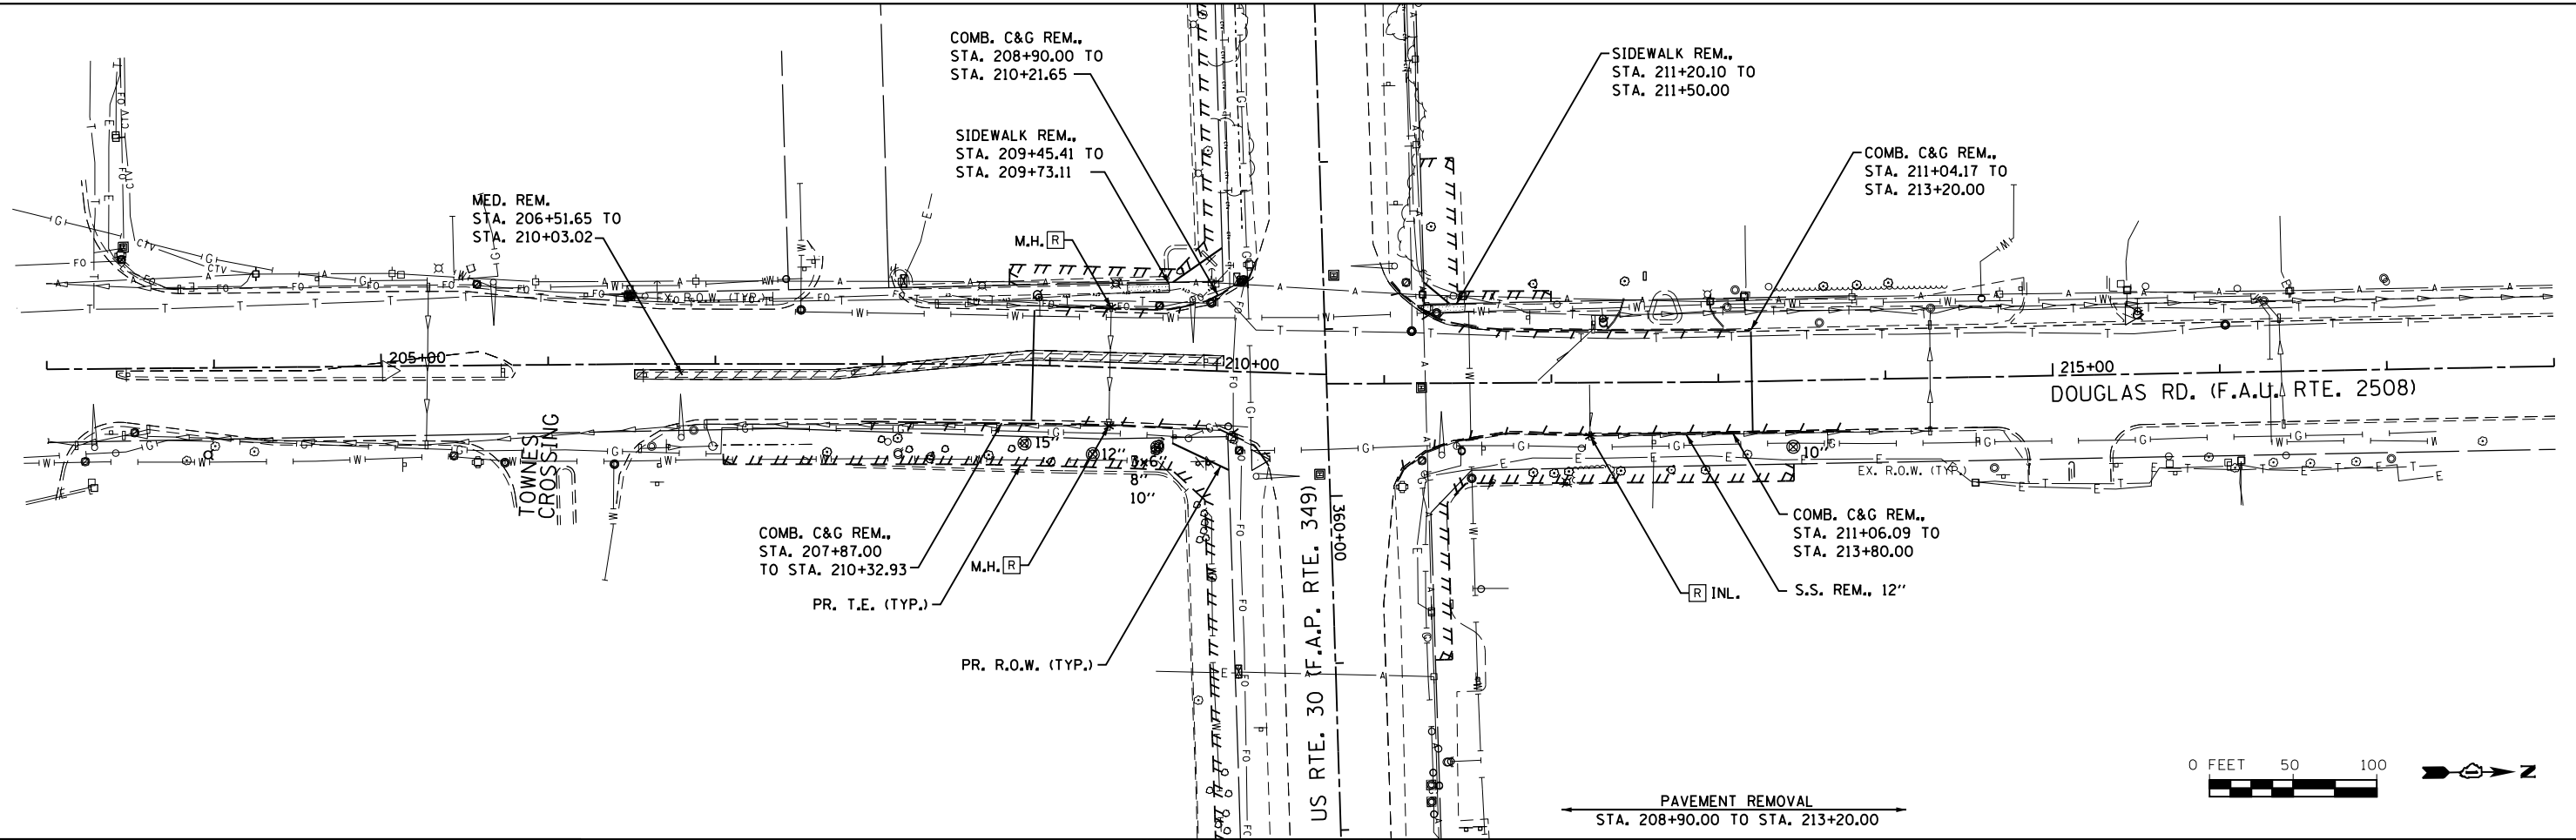 COMB. C&G REM.,
STA. 208+90.00 TO
STA. 210+21.65
SIDEWALK REM.,
STA. 211+20.10 TO
STA. 211+50.00
SIDEWALK REM.,
STA. 209+45.41 TO
STA. 209+73.11
COMB. C&G REM.,
STA. 211+04.17 TO
STA. 213+20.00
MED. REM.
STA. 206+51.65 TO
STA. 210+03.02
M.H. R
EX. R.O.W. (TYP.)
205+00
210+00
215+00
DOUGLAS RD. (F.A.U. RTE. 2508)
TOWNES
CROSSING
15"
12"
8"
10"
10"
EX. R.O.W. (TYP.)
US RTE. 30 (F.A.P. RTE. 349)
360+00
COMB. C&G REM.,
STA. 207+87.00
TO STA. 210+32.93
M.H. R
PR. T.E. (TYP.)
PR. R.O.W. (TYP.)
COMB. C&G REM.,
STA. 211+06.09 TO
STA. 213+80.00
R INL.
S.S. REM., 12"
0 FEET 50 100
N
PAVEMENT REMOVAL
STA. 208+90.00 TO STA. 213+20.00